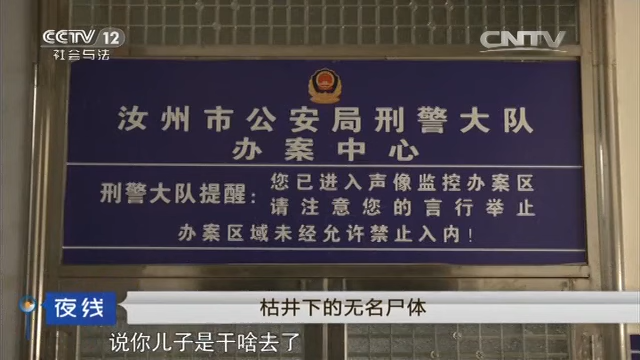 CCTV 12
社会与法
CNTV
汝州市公安局刑警大队
办案中心
刑警大队提醒：
您已进入声像监控办案区
请注意您的言行举止
办案区域未经允许禁止入内！
夜线
枯井下的无名尸体
说你儿子是干啥去了